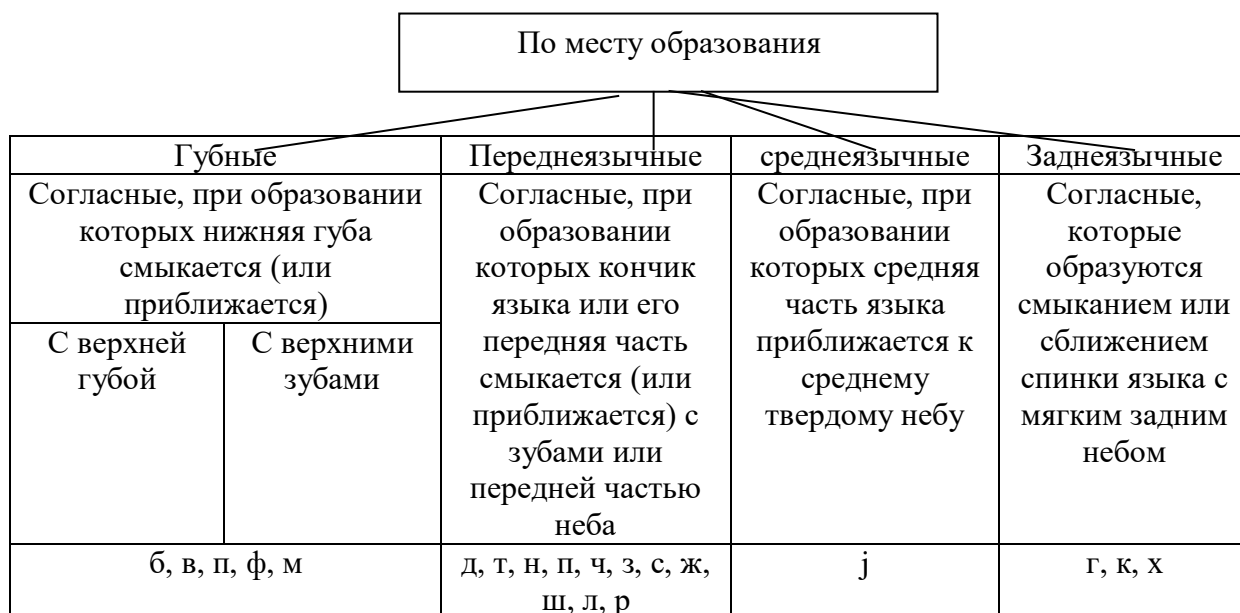 По месту образования
Губные
Переднеязычные
среднеязычные
Заднеязычные
Согласные, при образовании
которых нижняя губа
смыкается (или
приближается)
С верхней
губой
С верхними
зубами
Согласные, при
образовании
которых кончик
языка или его
передняя часть
смыкается (или
приближается) с
зубами или
передней частью
неба
Согласные, при
образовании
которых средняя
часть языка
приближается к
среднему
твердому небу
Согласные,
которые
образуются
смыканием или
сближением
спинки языка с
мягким задним
небом
б, в, п, ф, м
д, т, н, п, ч, з, с, ж,
ш, л, р
j
г, к, х